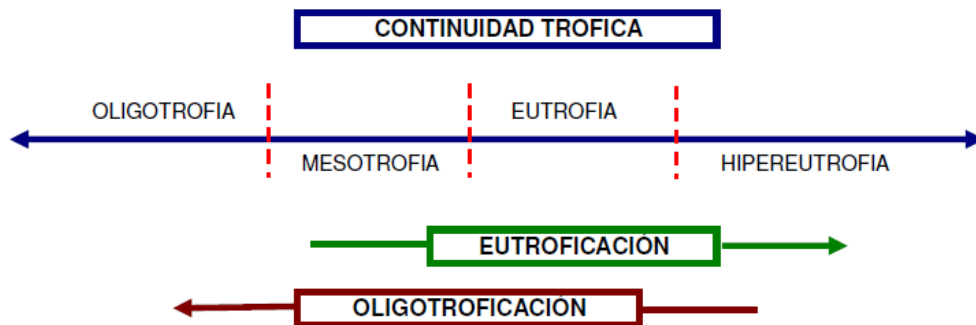 CONTINUIDAD TROFICA
OLIGOTROFIA
EUTROFIA
MESOTROFIA
HIPEREUTROFIA
EUTROFICACIÓN
OLIGOTROFICACIÓN